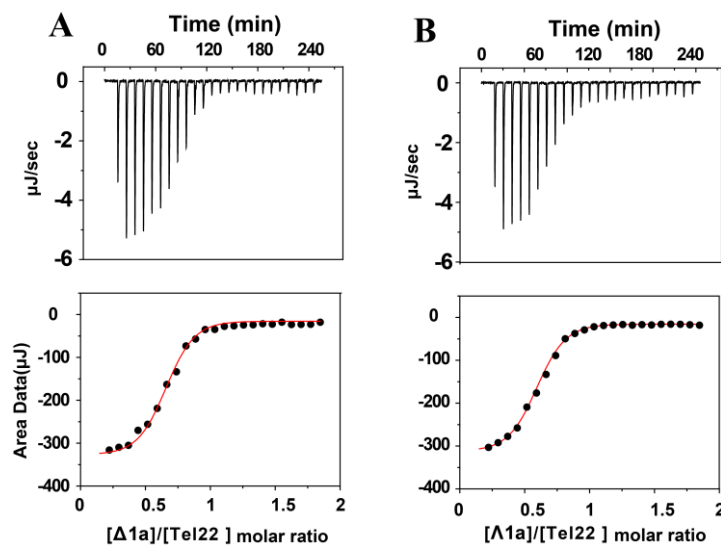 A
Time (min)
0 60 120 180 240
0
-2
-4
-6
µJ/sec
0
-100
-200
-300
-400
Area Data(µJ)
0 0.5 1 1.5 2
[Δ1a]/[Tel22 ] molar ratio
B
Time (min)
0 60 120 180 240
0
-2
-4
-6
µJ/sec
0
-100
-200
-300
-400
0 0.5 1 1.5 2
[Λ1a]/[Tel22 ] molar ratio